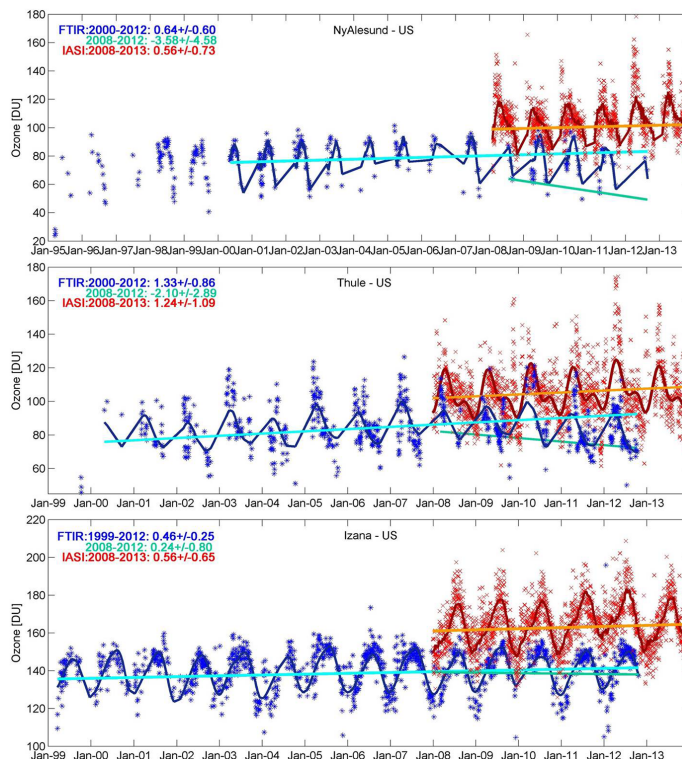 180
FTIR:2000-2012: 0.64+/-0.60
NyAlesund - US
2008-2012: -3.58+/-4.58
160
IASI:2008-2013: 0.56+/-0.73
140
120
Ozone [DU]
100
80
60
40
20
Jan-95 Jan-96 Jan-97 Jan-98 Jan-99 Jan-00 Jan-01 Jan-02 Jan-03 Jan-04 Jan-05 Jan-06 Jan-07 Jan-08 Jan-09 Jan-10 Jan-11 Jan-12 Jan-13
180
FTIR:2000-2012: 1.33+/-0.86
Thule - US
2008-2012: -2.10+/-2.89
160
IASI:2008-2013: 1.24+/-1.09
140
120
Ozone [DU]
100
80
60
Jan-99 Jan-00 Jan-01 Jan-02 Jan-03 Jan-04 Jan-05 Jan-06 Jan-07 Jan-08 Jan-09 Jan-10 Jan-11 Jan-12 Jan-13
220
FTIR:1999-2012: 0.46+/-0.25
Izana - US
2008-2012: 0.24+/-0.80
200
IASI:2008-2013: 0.56+/-0.65
180
Ozone [DU]
160
140
120
100
Jan-99 Jan-00 Jan-01 Jan-02 Jan-03 Jan-04 Jan-05 Jan-06 Jan-07 Jan-08 Jan-09 Jan-10 Jan-11 Jan-12 Jan-13